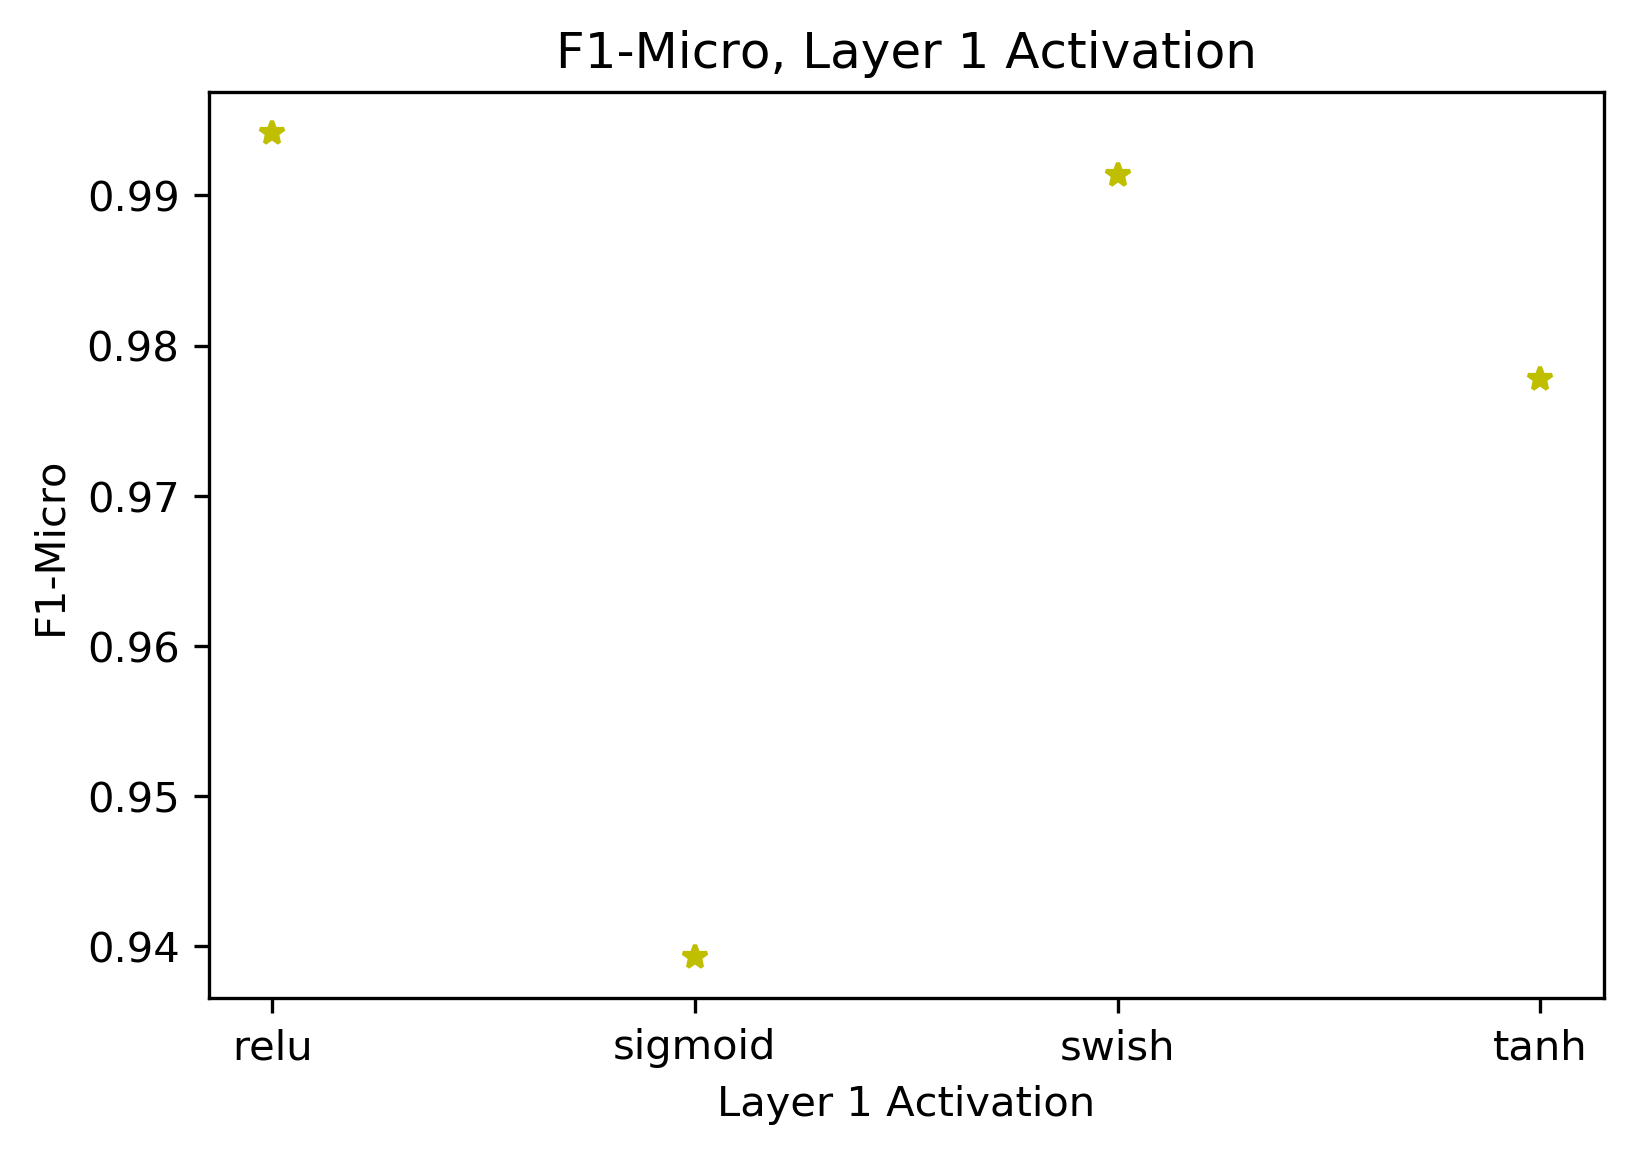 F1-Micro, Layer 1 Activation
F1-Micro
0.99
0.98
0.97
0.96
0.95
0.94
relu sigmoid swish tanh
Layer 1 Activation